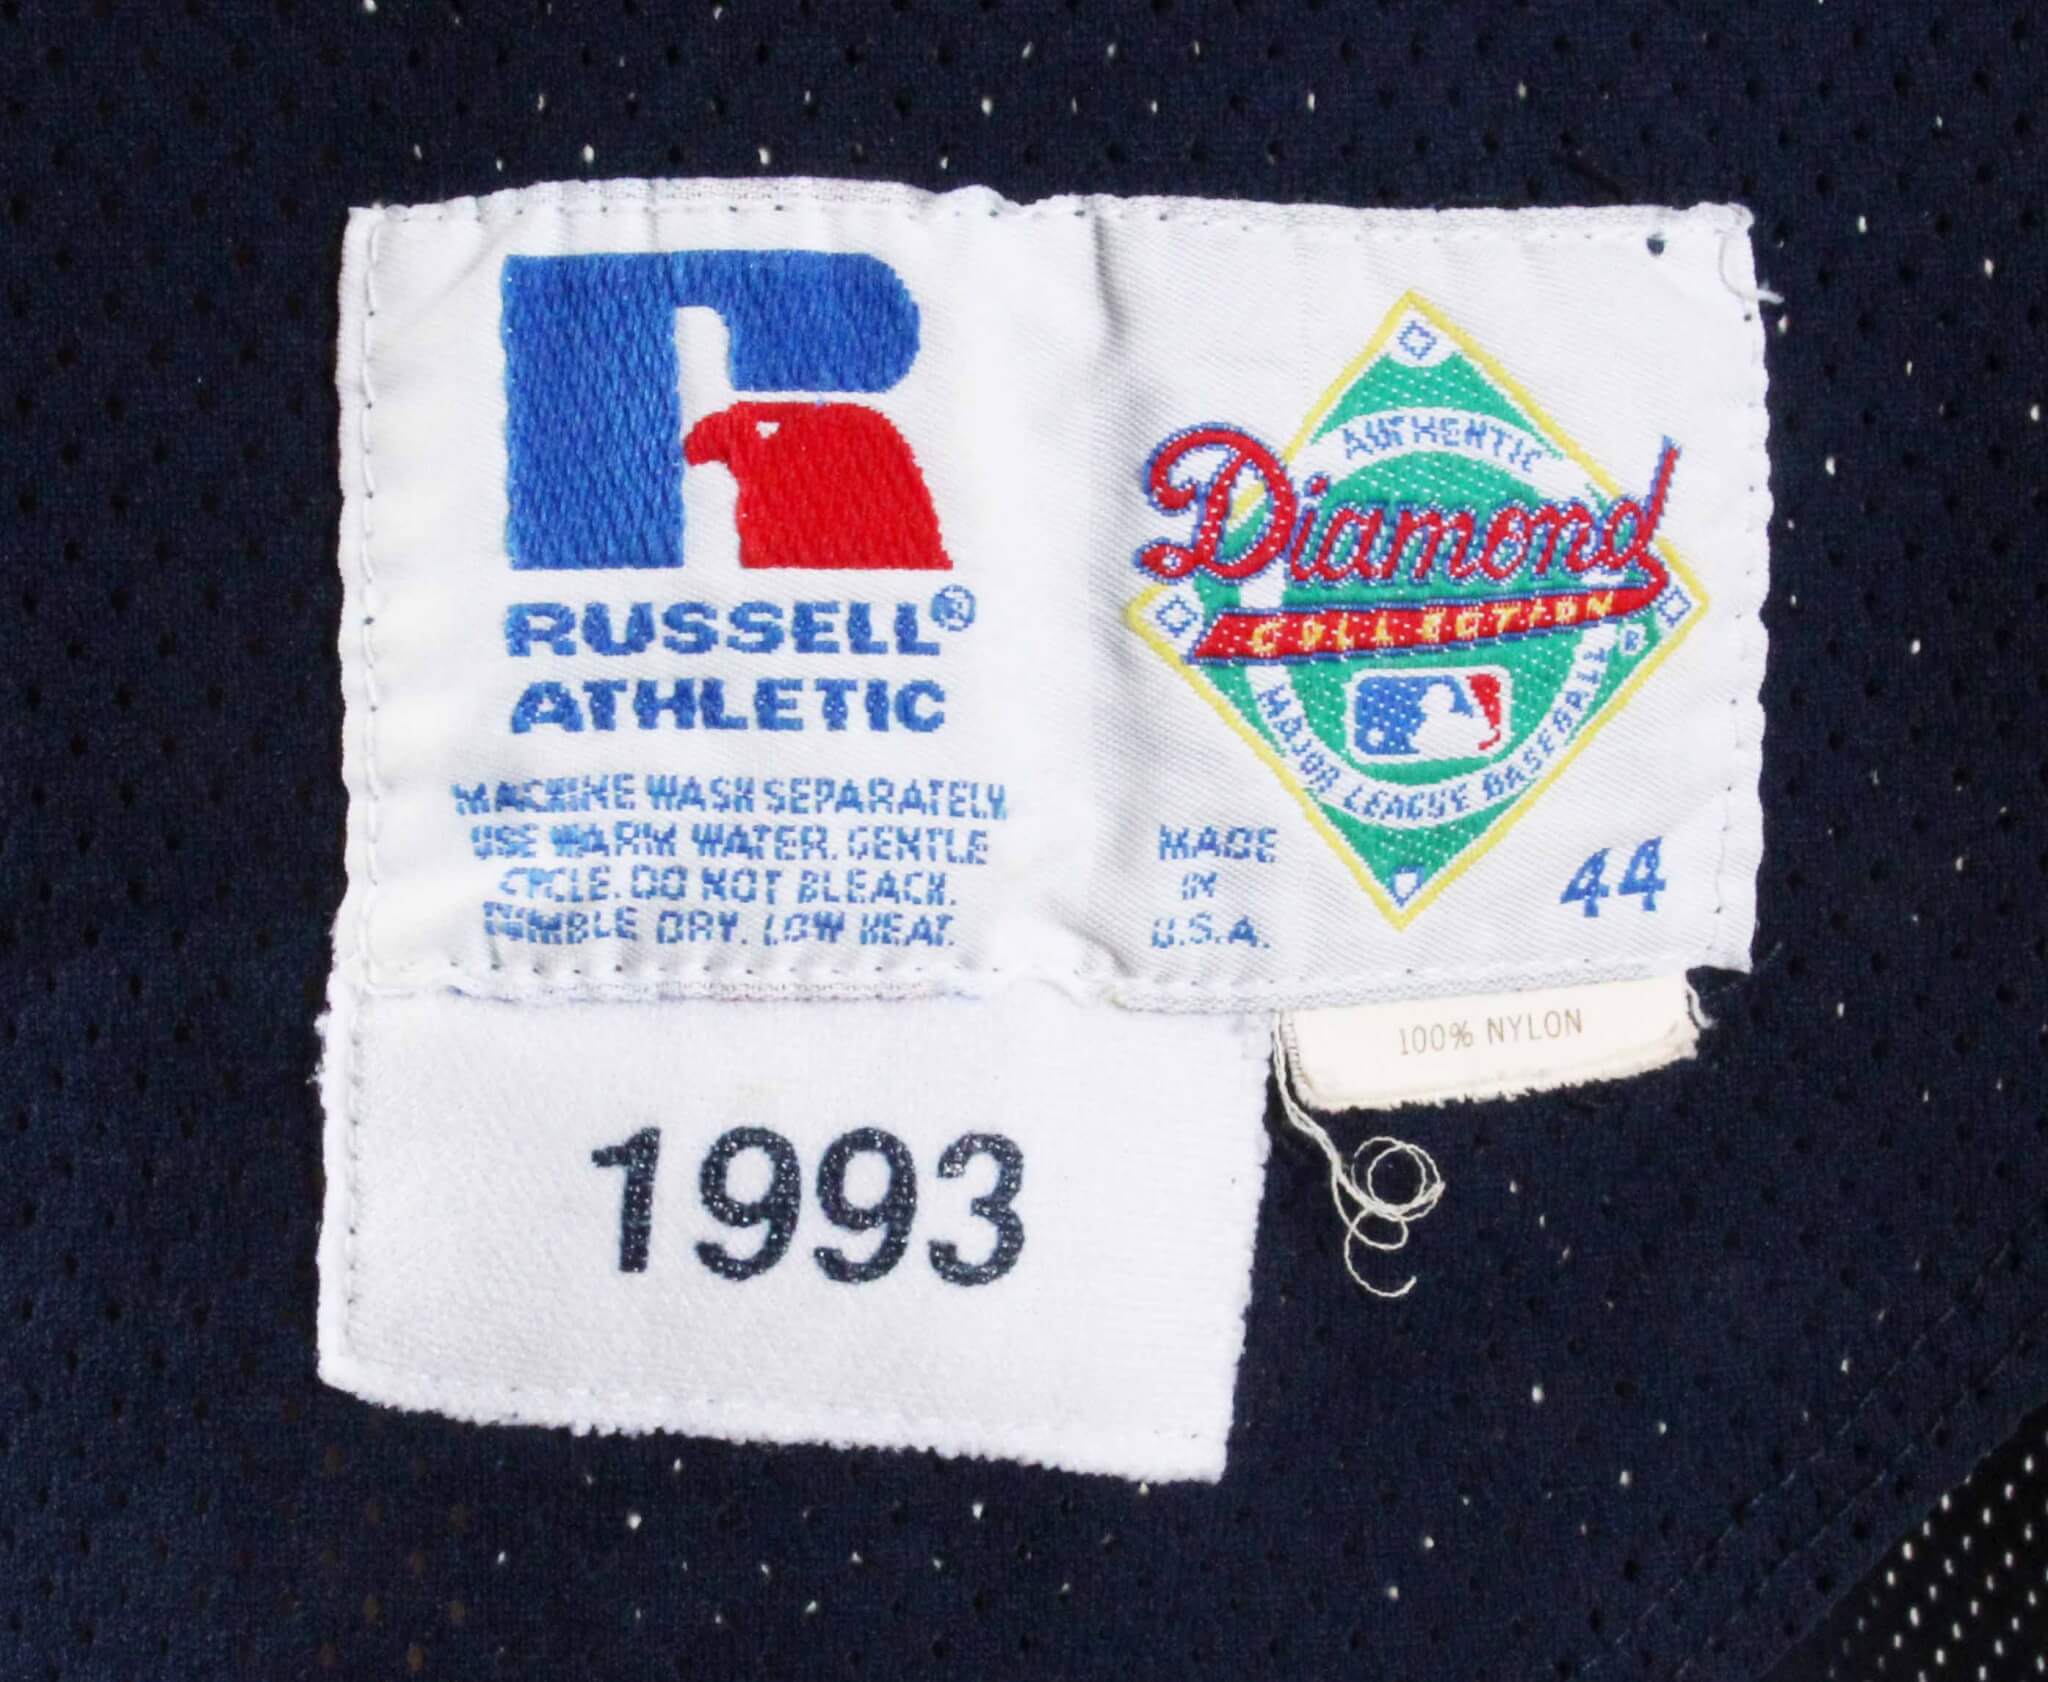 RUSSELL®
ATHLETIC
MACHINE WASH SEPARATELY.
USE WARM WATER. GENTLE
CYCLE. DO NOT BLEACH.
TUMBLE DRY. LOW HEAT.
AUTHENTIC
Diamond
COLLECTION
®
MAJOR LEAGUE BASEBALL
MADE
IN
U.S.A.
44
100% NYLON
1993